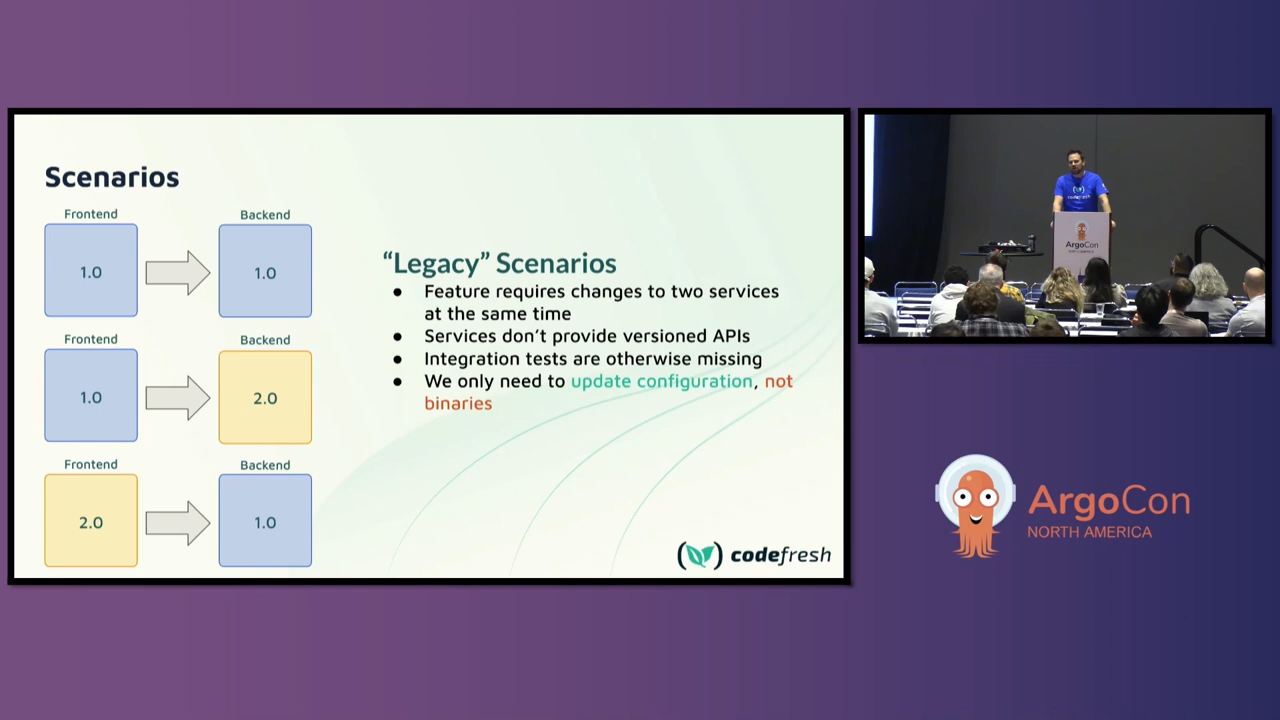 Scenarios
Frontend
Backend
1.0
1.0
Frontend
Backend
1.0
2.0
Frontend
Backend
2.0
1.0
“Legacy” Scenarios
● Feature requires changes to two services
at the same time
● Services don’t provide versioned APIs
● Integration tests are otherwise missing
● We only need to update configuration, not
binaries
codefresh
ArgoCon
ArgoCon
NORTH AMERICA